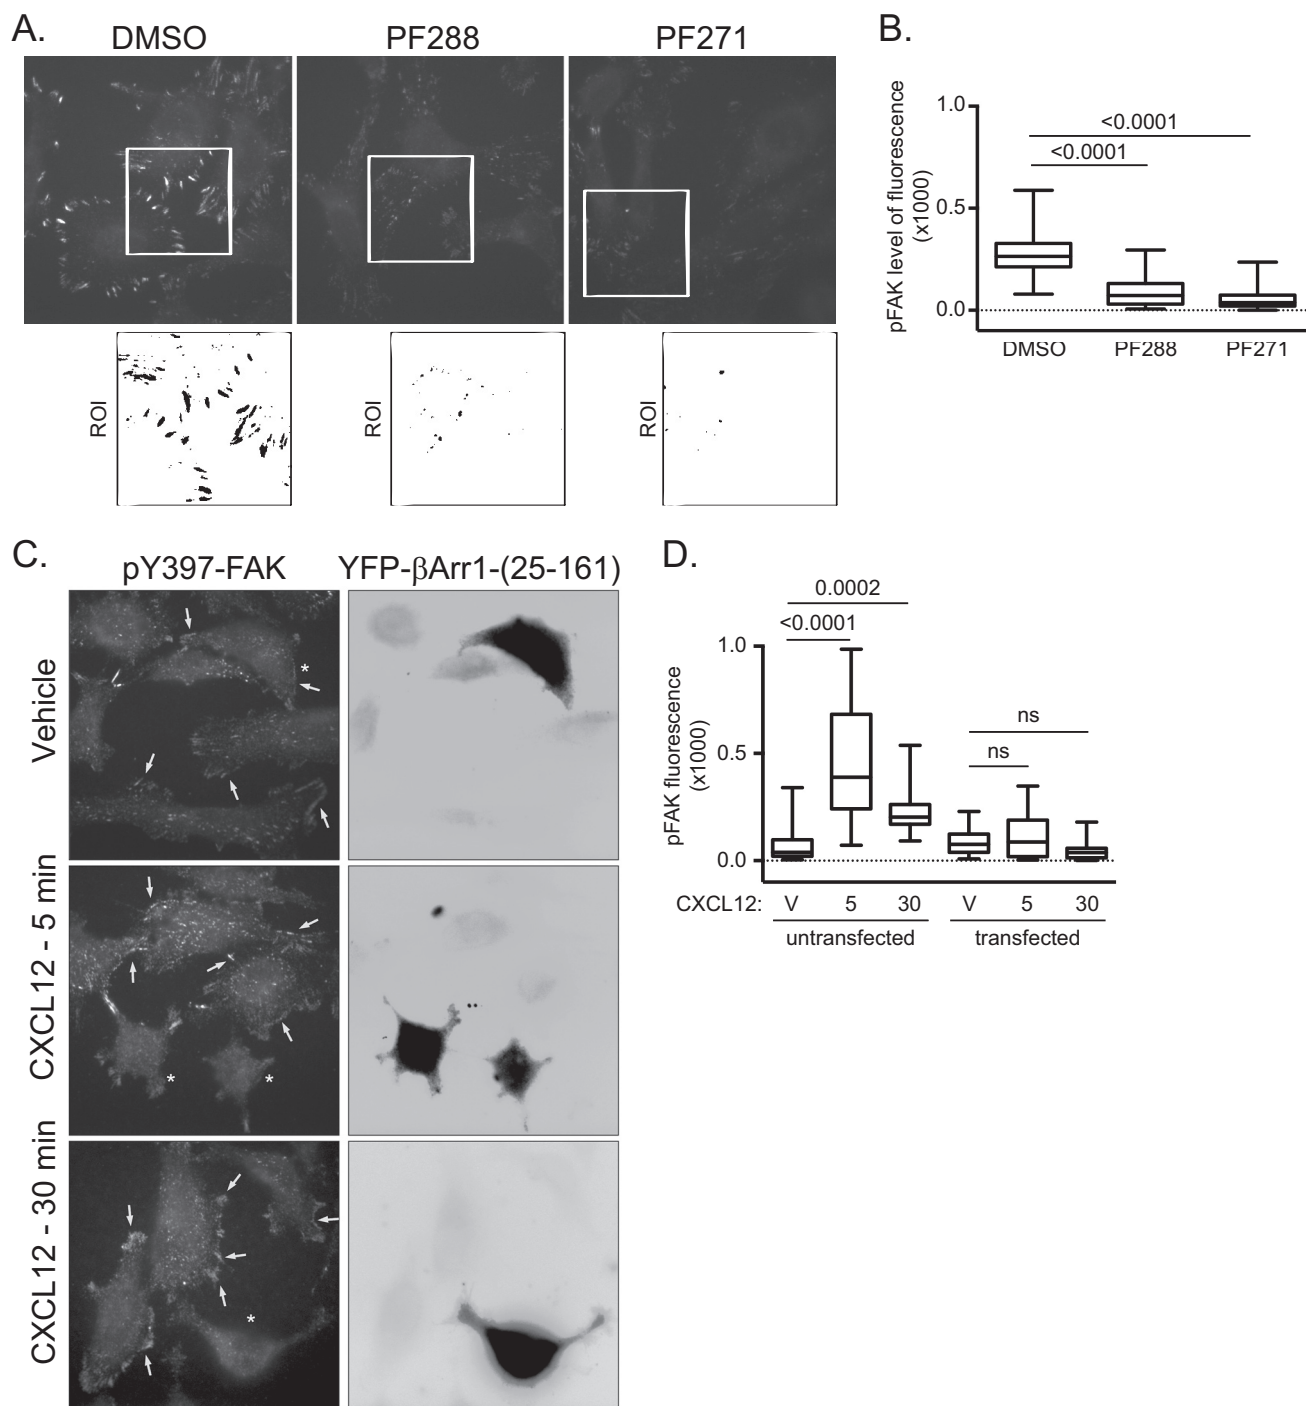 A.
DMSO PF288 PF271
ROI ROI ROI
B.
pFAK level of fluorescence
(x1000)
1.0
0.5
0.0
<0.0001
<0.0001
DMSO PF288 PF271
C.
pY397-FAK YFP-βArr1-(25-161)
Vehicle
*
CXCL12 - 5 min
* *
CXCL12 - 30 min
*
D.
pFAK fluorescence
(x1000)
1.0
0.5
0.0
0.0002
<0.0001
ns
ns
CXCL12: V 5 30 V 5 30
untransfected transfected